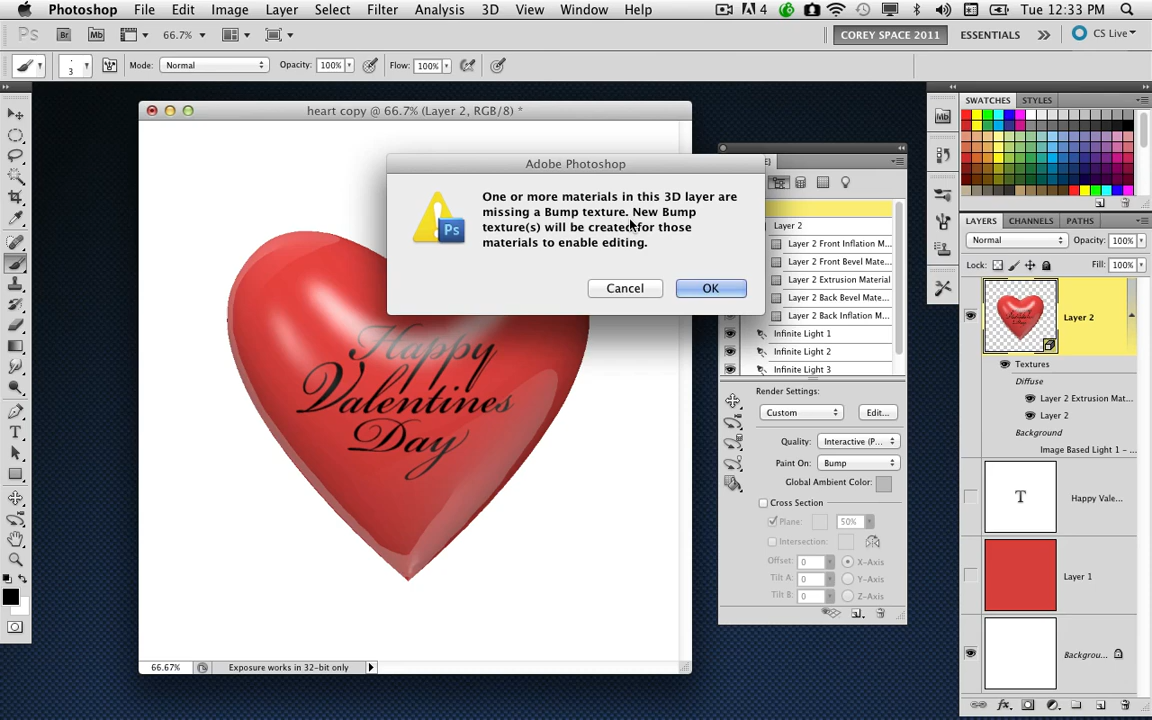 Photoshop File Edit Image Layer Select Filter Analysis 3D View Window Help 4 Tue 12:33 PM
Ps Br Mb 66.7% COREY SPACE 2011 ESSENTIALS CS Live
3 Mode: Normal Opacity: 100% Flow: 100%
heart copy @ 66.7% (Layer 2, RGB/8) *
Adobe Photoshop
One or more materials in this 3D layer are
missing a Bump texture. New Bump
texture(s) will be created for those
materials to enable editing.
Ps
Cancel OK
Happy
Valentines
Day
66.67% Exposure works in 32-bit only
Layer 2
Layer 2 Front Inflation M...
Layer 2 Front Bevel Mate...
Layer 2 Extrusion Material
Layer 2 Back Bevel Mate...
Layer 2 Back Inflation M...
Infinite Light 1
Infinite Light 2
Infinite Light 3
Render Settings:
Custom Edit...
Quality: Interactive (P...
Paint On: Bump
Global Ambient Color:
Cross Section
Plane: 50%
Intersection:
Offset: 0 X-Axis
Tilt A: 0 Y-Axis
Tilt B: 0 Z-Axis
Mb
SWATCHES STYLES
LAYERS CHANNELS PATHS
Normal Opacity: 100%
Lock: Fill: 100%
Layer 2
Textures
Diffuse
Layer 2 Extrusion Mat...
Layer 2
Background
Image Based Light 1 - ...
T Happy Vale...
Layer 1
Backgrou...
fx